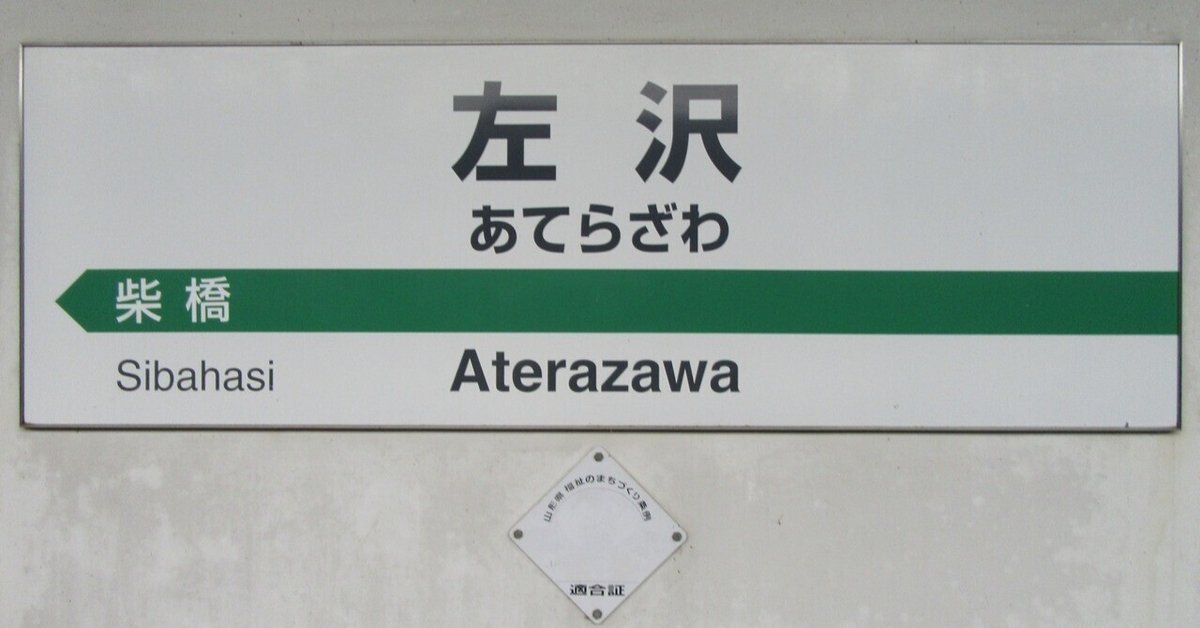 左沢
あてらざわ
柴橋
Sibahasi
Aterazawa
山形県 福祉のまちづくり条例
適合証